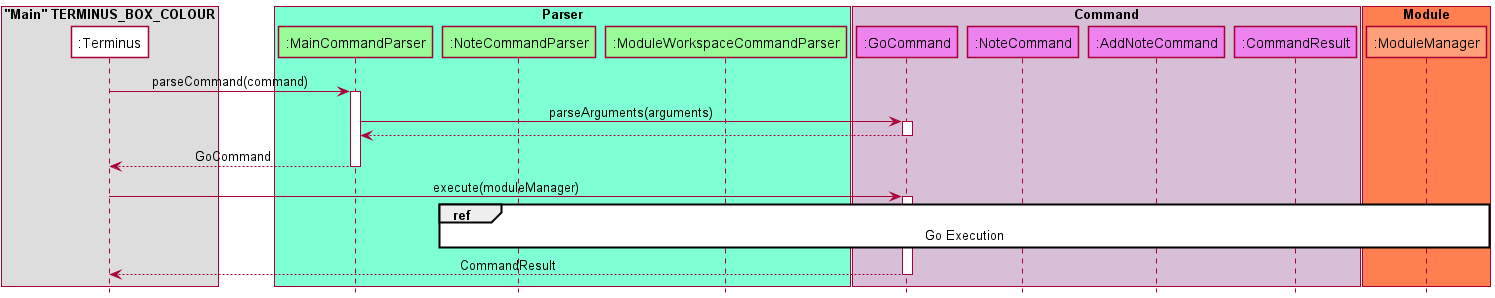 "Main" TERMINUS_BOX_COLOUR
Parser
Command
Module
:Terminus
:MainCommandParser
:NoteCommandParser
:ModuleWorkspaceCommandParser
:GoCommand
:NoteCommand
:AddNoteCommand
:CommandResult
:ModuleManager
parseCommand(command)
parseArguments(arguments)
GoCommand
execute(moduleManager)
ref
Go Execution
CommandResult